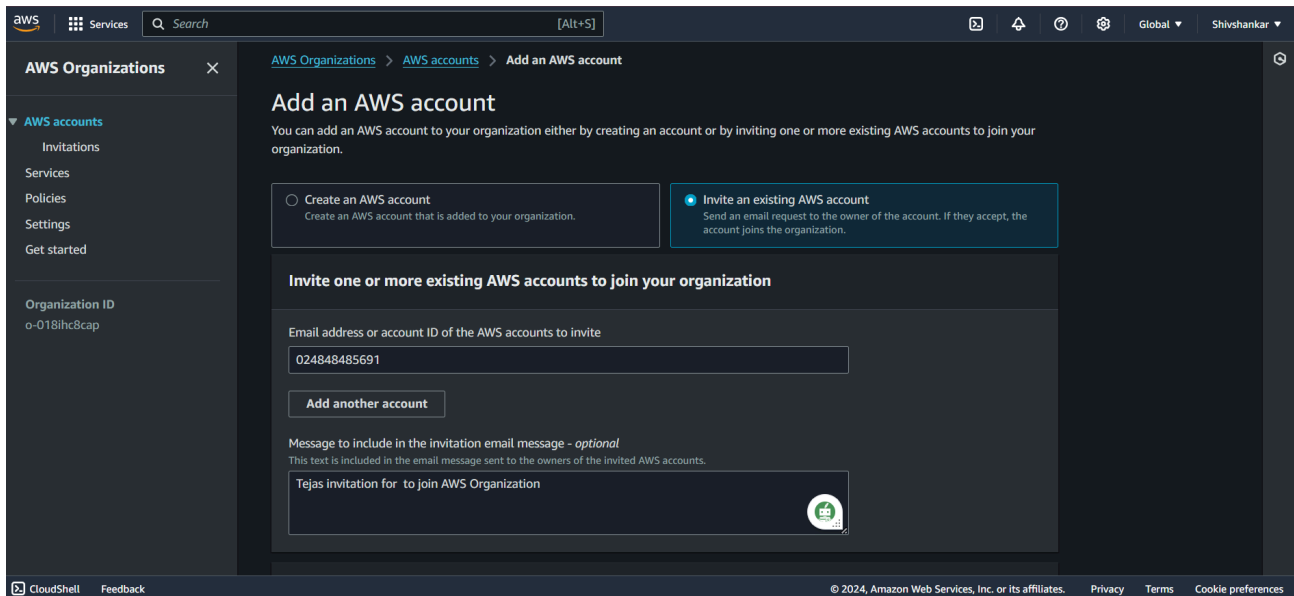 aws
Services
Search [Alt+S]
Global ▼
Shivshankar ▼
AWS Organizations
AWS accounts
Invitations
Services
Policies
Settings
Get started
Organization ID
o-018ihc8cap
AWS Organizations > AWS accounts > Add an AWS account
Add an AWS account
You can add an AWS account to your organization either by creating an account or by inviting one or more existing AWS accounts to join your
organization.
Create an AWS account
Create an AWS account that is added to your organization.
Invite an existing AWS account
Send an email request to the owner of the account. If they accept, the
account joins the organization.
Invite one or more existing AWS accounts to join your organization
Email address or account ID of the AWS accounts to invite
024848485691
Add another account
Message to include in the invitation email message - optional
This text is included in the email message sent to the owners of the invited AWS accounts.
Tejas invitation for  to join AWS Organization
CloudShell
Feedback
© 2024, Amazon Web Services, Inc. or its affiliates.
Privacy
Terms
Cookie preferences